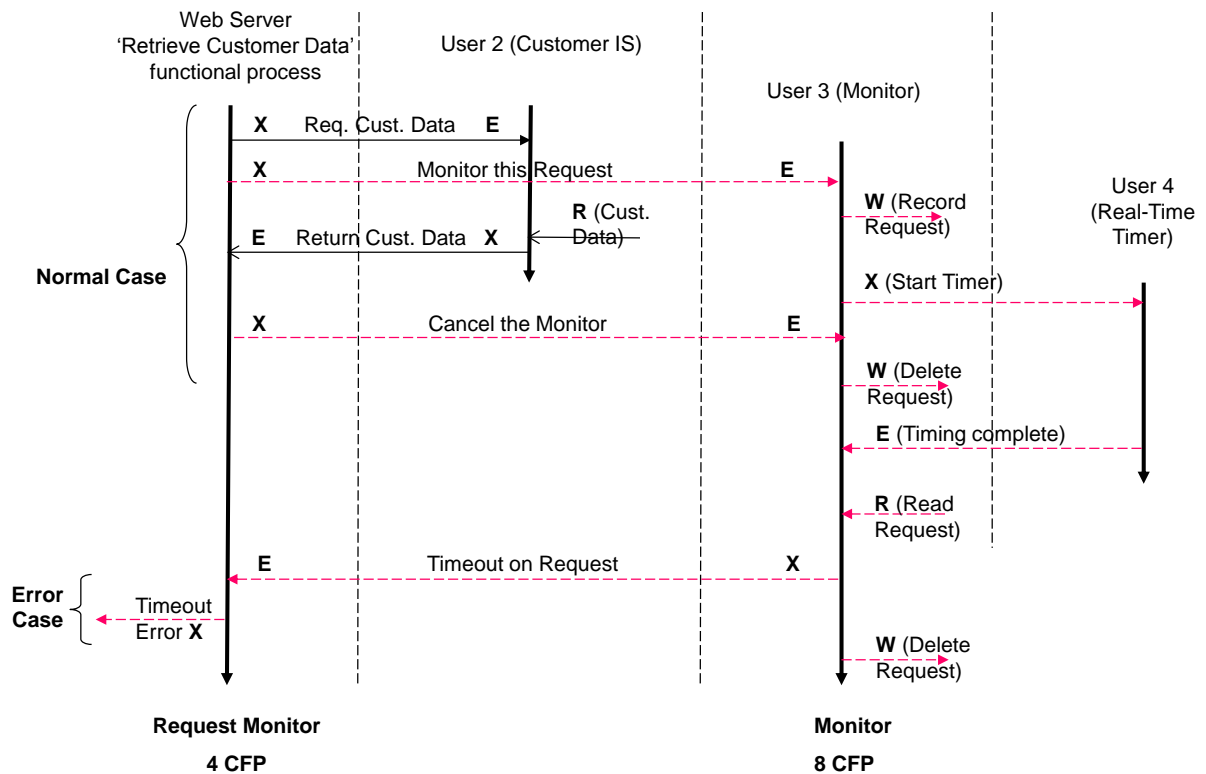 Web Server
'Retrieve Customer Data'
functional process
User 2 (Customer IS)
User 3 (Monitor)
User 4
(Real-Time
Timer)
X Req. Cust. Data E
X Monitor this Request E
W (Record
Request)
R (Cust.
Data)
E Return Cust. Data X
Normal Case
X (Start Timer)
X Cancel the Monitor E
W (Delete
Request)
E (Timing complete)
R (Read
Request)
E Timeout on Request X
Error
Case
Timeout
Error X
W (Delete
Request)
Request Monitor
4 CFP
Monitor
8 CFP